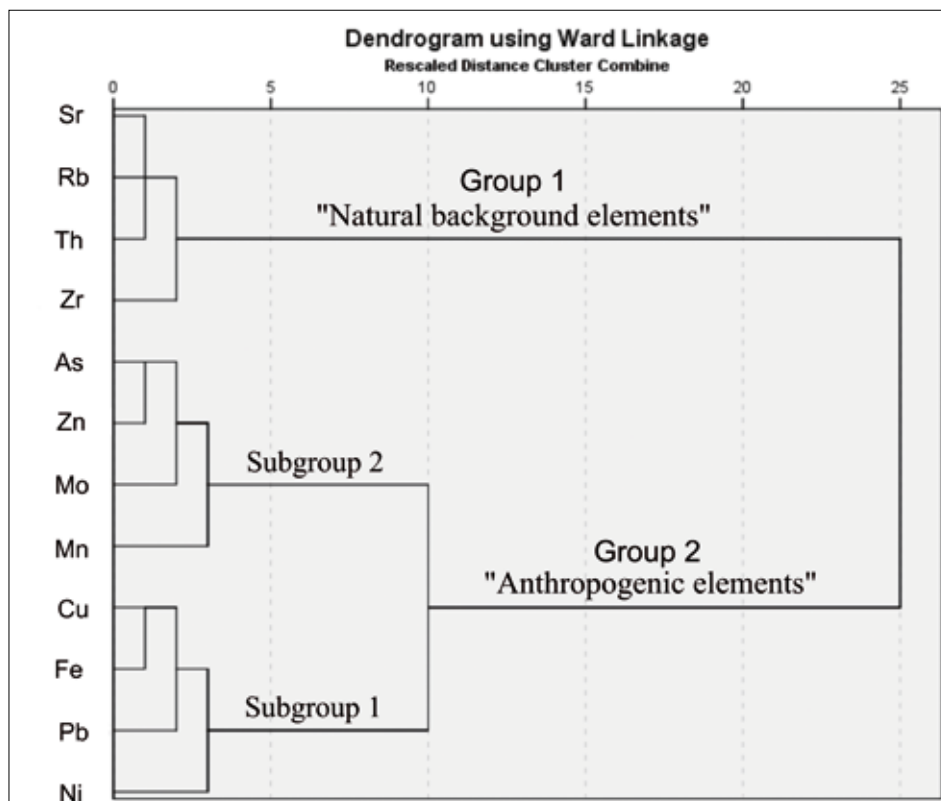 Dendrogram using Ward Linkage
Rescaled Distance Cluster Combine
0 5 10 15 20 25
Sr
Rb
Group 1
"Natural background elements"
Th
Zr
As
Zn
Subgroup 2
Mo
Mn
Group 2
"Anthropogenic elements"
Cu
Fe
Subgroup 1
Pb
Ni